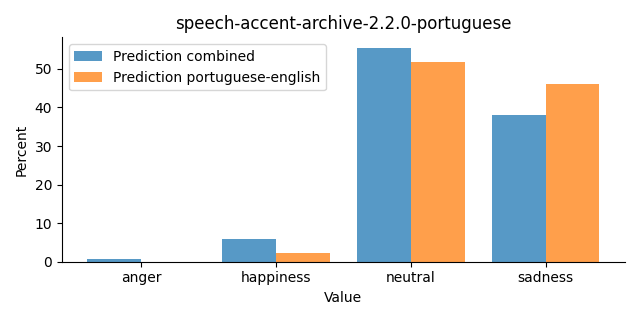 speech-accent-archive-2.2.0-portuguese
Prediction combined
Prediction portuguese-english
Percent
50
40
30
20
10
0
anger happiness neutral sadness
Value